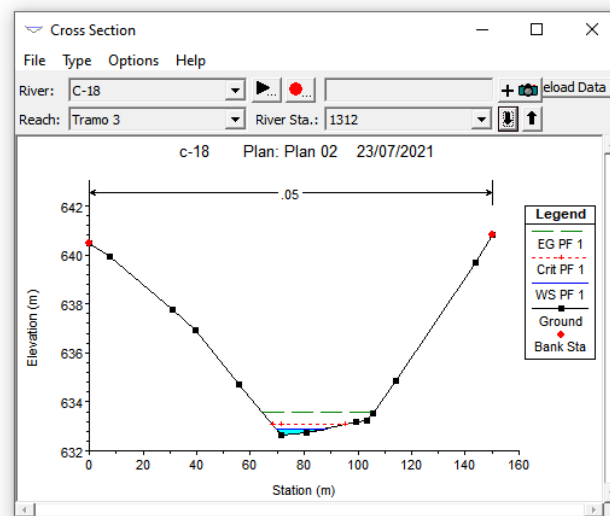 Cross Section
File Type Options Help
River: C-18 ... ... + eload Data
Reach: Tramo 3 River Sta.: 1312
c-18 Plan: Plan 02 23/07/2021
.05
Elevation (m)
642
640
638
636
634
632
0 20 40 60 80 100 120 140 160
Station (m)
Legend
EG PF 1
Crit PF 1
WS PF 1
Ground
Bank Sta